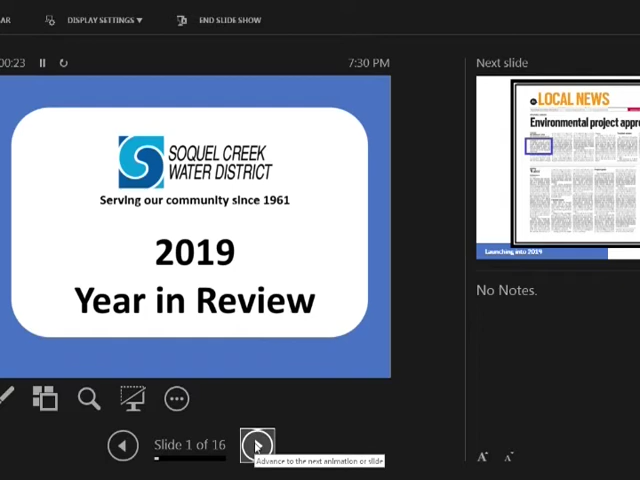 AR DISPLAY SETTINGS ▼ END SLIDE SHOW
00:23 7:30 PM Next slide
SOQUEL CREEK
WATER DISTRICT
Serving our community since 1961
2019
Year in Review
LOCAL NEWS
Environmental project appro
Launching into 2019
No Notes.
Slide 1 of 16
Advance to the next animation or slide
A A